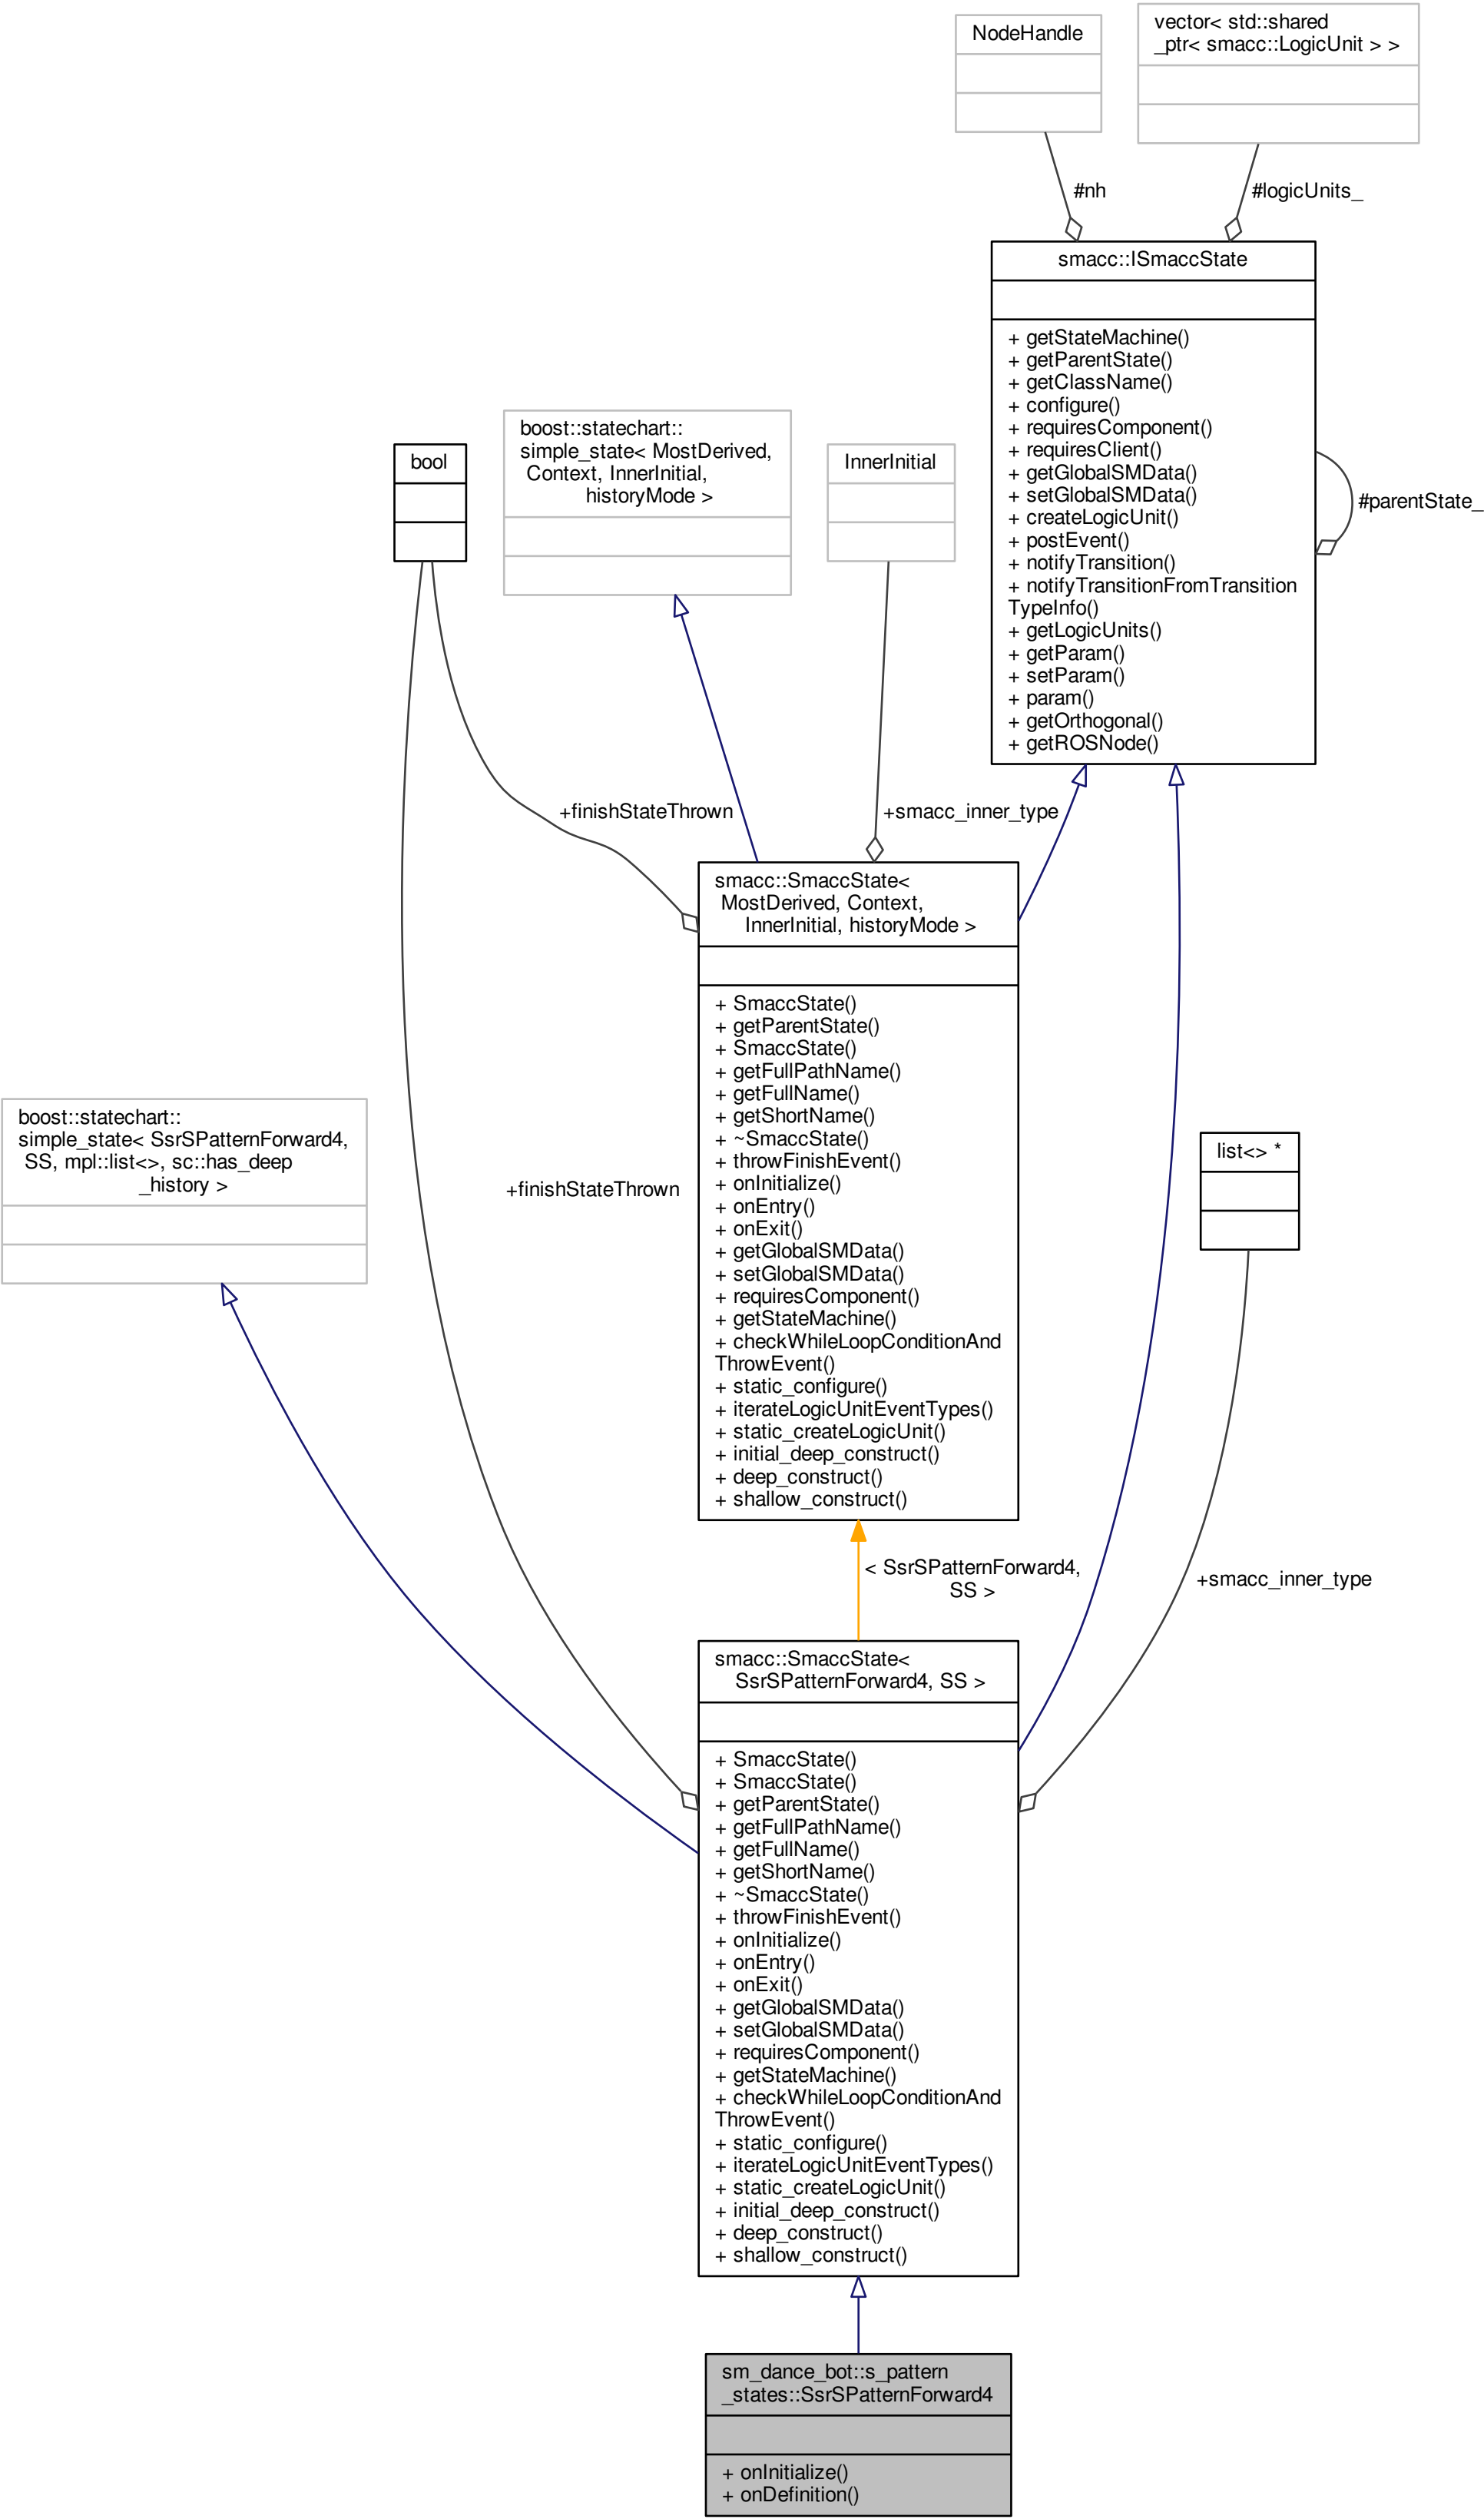 NodeHandle
vector< std::shared
_ptr< smacc::LogicUnit > >
#nh
#logicUnits_
smacc::ISmaccState
+ getStateMachine()
+ getParentState()
+ getClassName()
+ configure()
+ requiresComponent()
+ requiresClient()
+ getGlobalSMData()
+ setGlobalSMData()
+ createLogicUnit()
+ postEvent()
+ notifyTransition()
+ notifyTransitionFromTransition
TypeInfo()
+ getLogicUnits()
+ getParam()
+ setParam()
+ param()
+ getOrthogonal()
+ getROSNode()
#parentState_
bool
boost::statechart::
simple_state< MostDerived,
Context, InnerInitial,
historyMode >
InnerInitial
+finishStateThrown
+smacc_inner_type
smacc::SmaccState<
MostDerived, Context,
InnerInitial, historyMode >
+ SmaccState()
+ getParentState()
+ SmaccState()
+ getFullPathName()
+ getFullName()
+ getShortName()
+ ~SmaccState()
+ throwFinishEvent()
+ onInitialize()
+ onEntry()
+ onExit()
+ getGlobalSMData()
+ setGlobalSMData()
+ requiresComponent()
+ getStateMachine()
+ checkWhileLoopConditionAnd
ThrowEvent()
+ static_configure()
+ iterateLogicUnitEventTypes()
+ static_createLogicUnit()
+ initial_deep_construct()
+ deep_construct()
+ shallow_construct()
boost::statechart::
simple_state< SsrSPatternForward4,
SS, mpl::list<>, sc::has_deep
_history >
+finishStateThrown
list<> *
< SsrSPatternForward4,
SS >
+smacc_inner_type
smacc::SmaccState<
SsrSPatternForward4, SS >
+ SmaccState()
+ SmaccState()
+ getParentState()
+ getFullPathName()
+ getFullName()
+ getShortName()
+ ~SmaccState()
+ throwFinishEvent()
+ onInitialize()
+ onEntry()
+ onExit()
+ getGlobalSMData()
+ setGlobalSMData()
+ requiresComponent()
+ getStateMachine()
+ checkWhileLoopConditionAnd
ThrowEvent()
+ static_configure()
+ iterateLogicUnitEventTypes()
+ static_createLogicUnit()
+ initial_deep_construct()
+ deep_construct()
+ shallow_construct()
sm_dance_bot::s_pattern
_states::SsrSPatternForward4
+ onInitialize()
+ onDefinition()